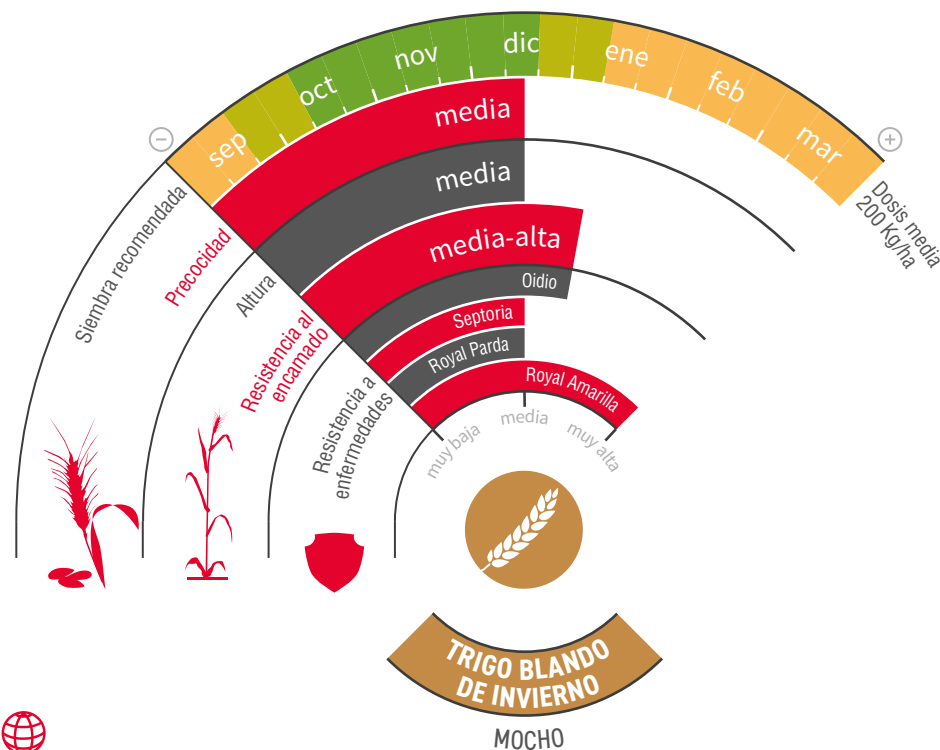 sep
oct
nov
dic
ene
feb
mar
−
+
Dosis media
200 Kg/ha
Siembra recomendada
Precocidad
media
Altura
media
Resistencia al
encamado
media-alta
Resistencia a
enfermedades
Oidio
Septoria
Royal Parda
Royal Amarilla
muy baja
media
muy alta
TRIGO BLANDO
DE INVIERNO
MOCHO